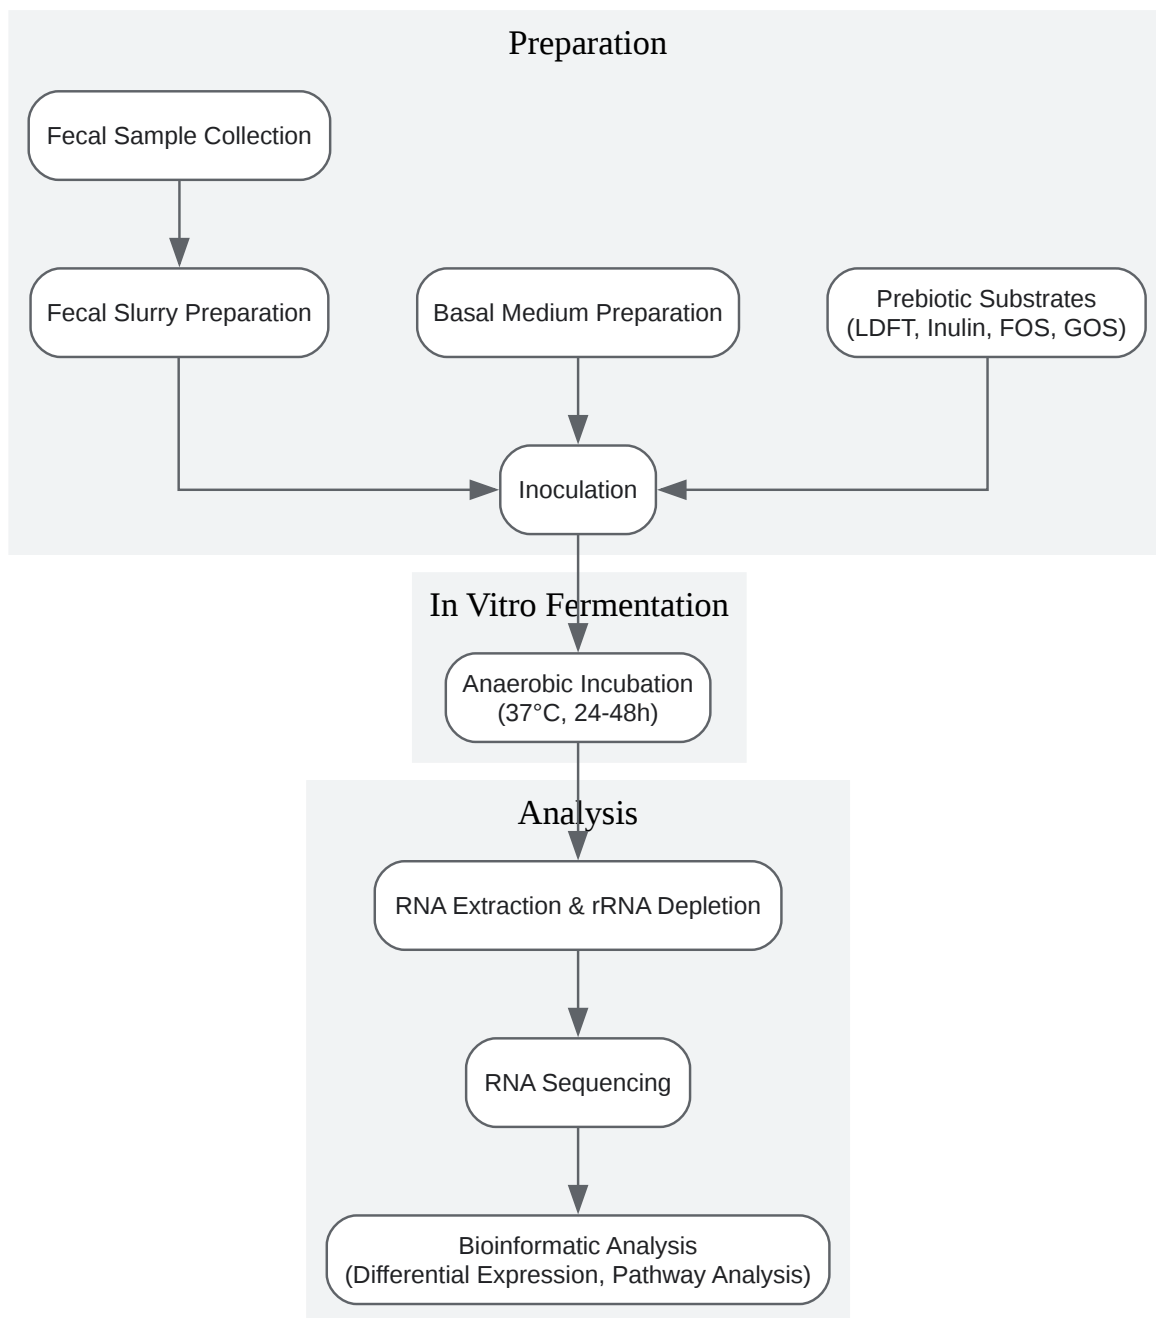 Preparation
Fecal Sample Collection
Fecal Slurry Preparation
Basal Medium Preparation
Prebiotic Substrates
(LDFT, Inulin, FOS, GOS)
Inoculation
In Vitro Fermentation
Anaerobic Incubation
(37°C, 24-48h)
Analysis
RNA Extraction & rRNA Depletion
RNA Sequencing
Bioinformatic Analysis
(Differential Expression, Pathway Analysis)